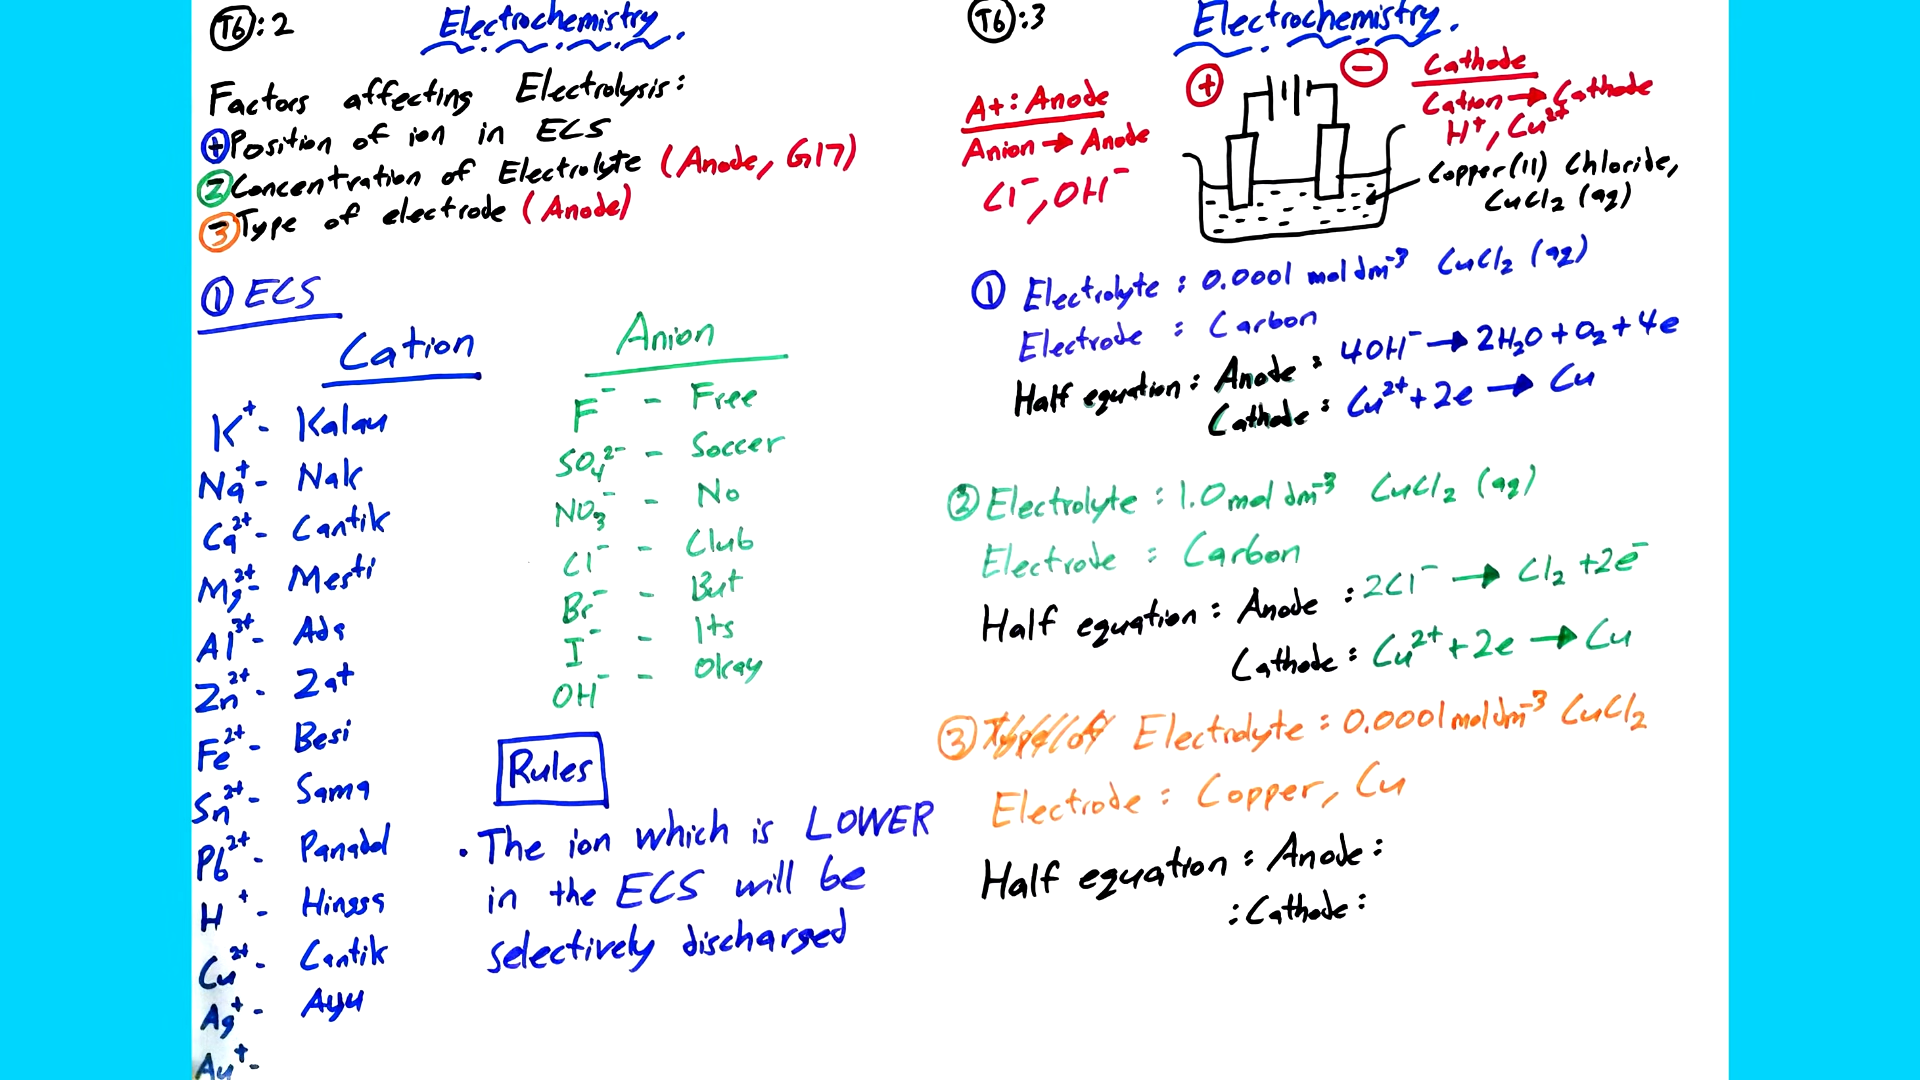 T6:2 Electrochemistry.
Factors affecting Electrolysis:
1 Position of ion in ECS
2 Concentration of Electrolyte (Anode, G17)
3 Type of electrode (Anode)
1 ECS
Cation
K⁺ - Kalau
Na⁺ - Nak
Ca²⁺ - Cantik
Mg²⁺ - Mesti
Al³⁺ - Ada
Zn²⁺ - Zat
Fe²⁺ - Besi
Sn²⁺ - Sama
Pb²⁺ - Panadol
H⁺ - Hingga
Cu²⁺ - Cantik
Ag⁺ - Ayu
Au⁺ -
Anion
F⁻ - Free
SO₄²⁻ - Soccer
NO₃⁻ - No
Cl⁻ - Club
Br⁻ - But
I⁻ - Its
OH⁻ - Okay
Rules
• The ion which is LOWER
in the ECS will be
selectively discharged
T6:3 Electrochemistry.
A+: Anode
Anion → Anode
Cl⁻, OH⁻
+
−
Cathode
Cation → Cathode
H⁺, Cu²⁺
Copper(II) Chloride,
CuCl₂ (aq)
1 Electrolyte : 0.0001 mol dm⁻³ CuCl₂ (aq)
Electrode : Carbon
Half equation : Anode : 4OH⁻ → 2H₂O + O₂ + 4e
Cathode : Cu²⁺ + 2e → Cu
2 Electrolyte : 1.0 mol dm⁻³ CuCl₂ (aq)
Electrode : Carbon
Half equation : Anode : 2Cl⁻ → Cl₂ + 2e⁻
Cathode : Cu²⁺ + 2e → Cu
3 Type of Electrolyte : 0.0001 mol dm⁻³ CuCl₂
Electrode : Copper, Cu
Half equation : Anode :
: Cathode :